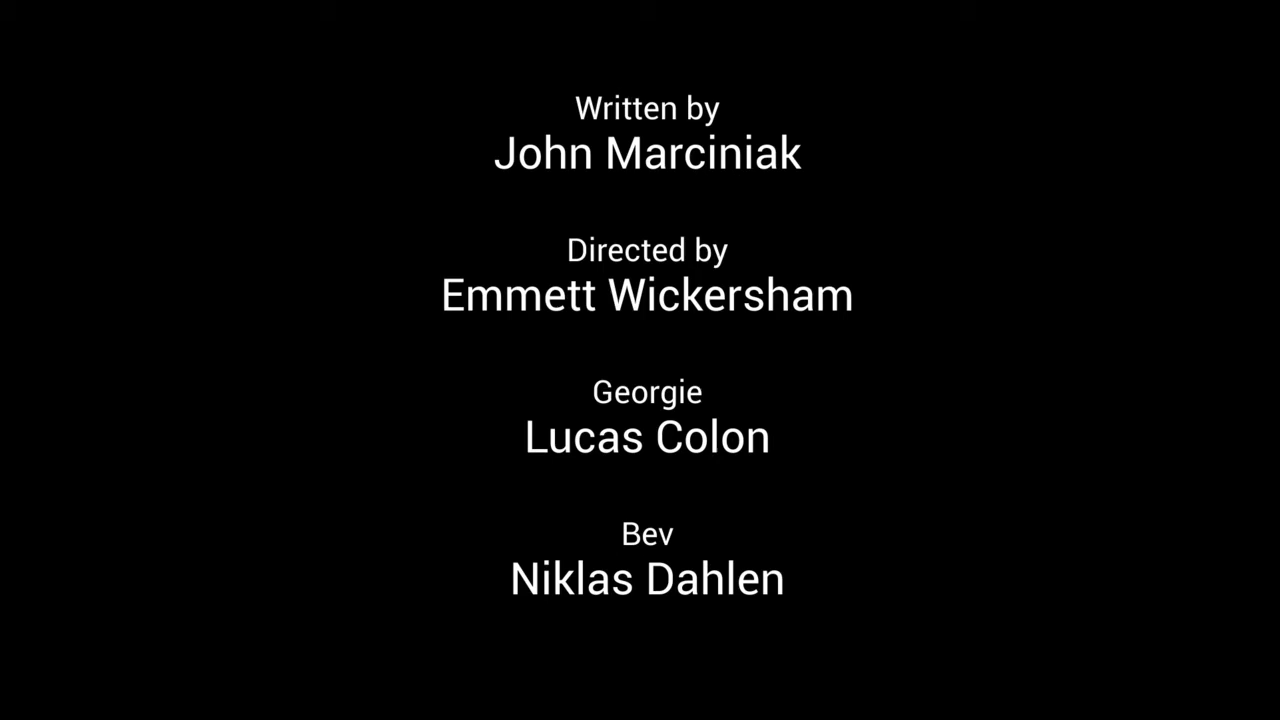 Written by
John Marciniak
Directed by
Emmett Wickersham
Georgie
Lucas Colon
Bev
Niklas Dahlen